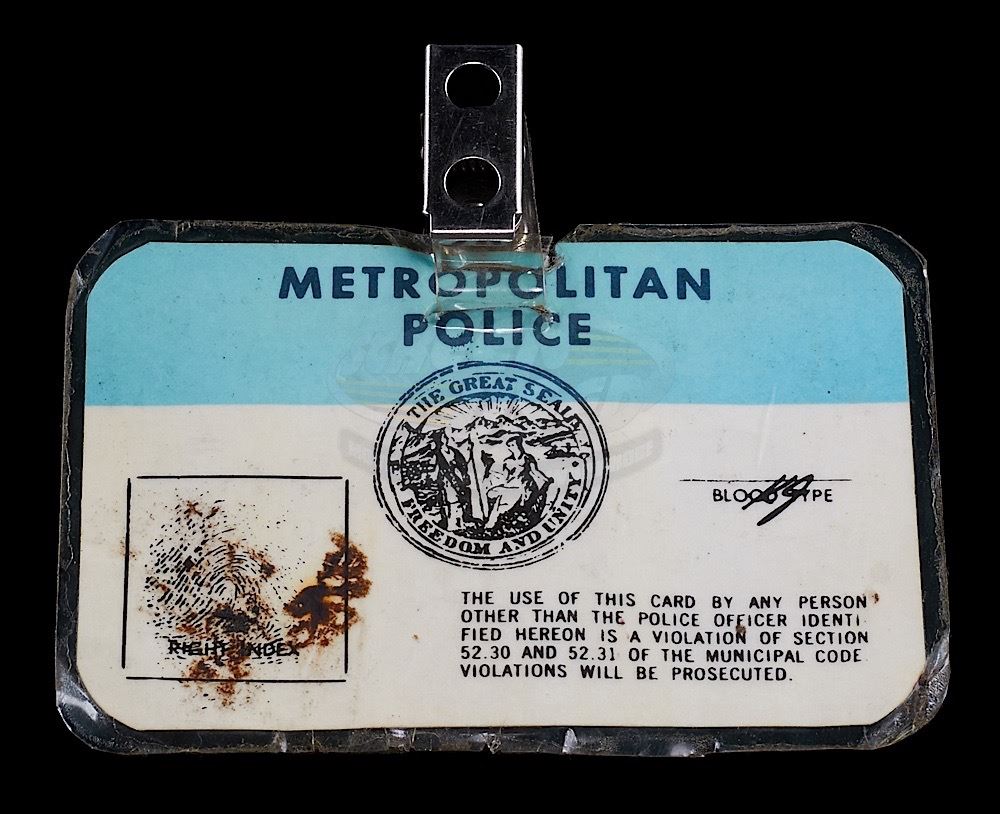 METROPOLITAN
POLICE
THE GREAT SEAL
FREEDOM AND UNITY
BLOOD TYPE
RIGHT INDEX
THE USE OF THIS CARD BY ANY PERSON
OTHER THAN THE POLICE OFFICER IDENTI-
FIED HEREON IS A VIOLATION OF SECTION
52.30 AND 52.31 OF THE MUNICIPAL CODE.
VIOLATIONS WILL BE PROSECUTED.